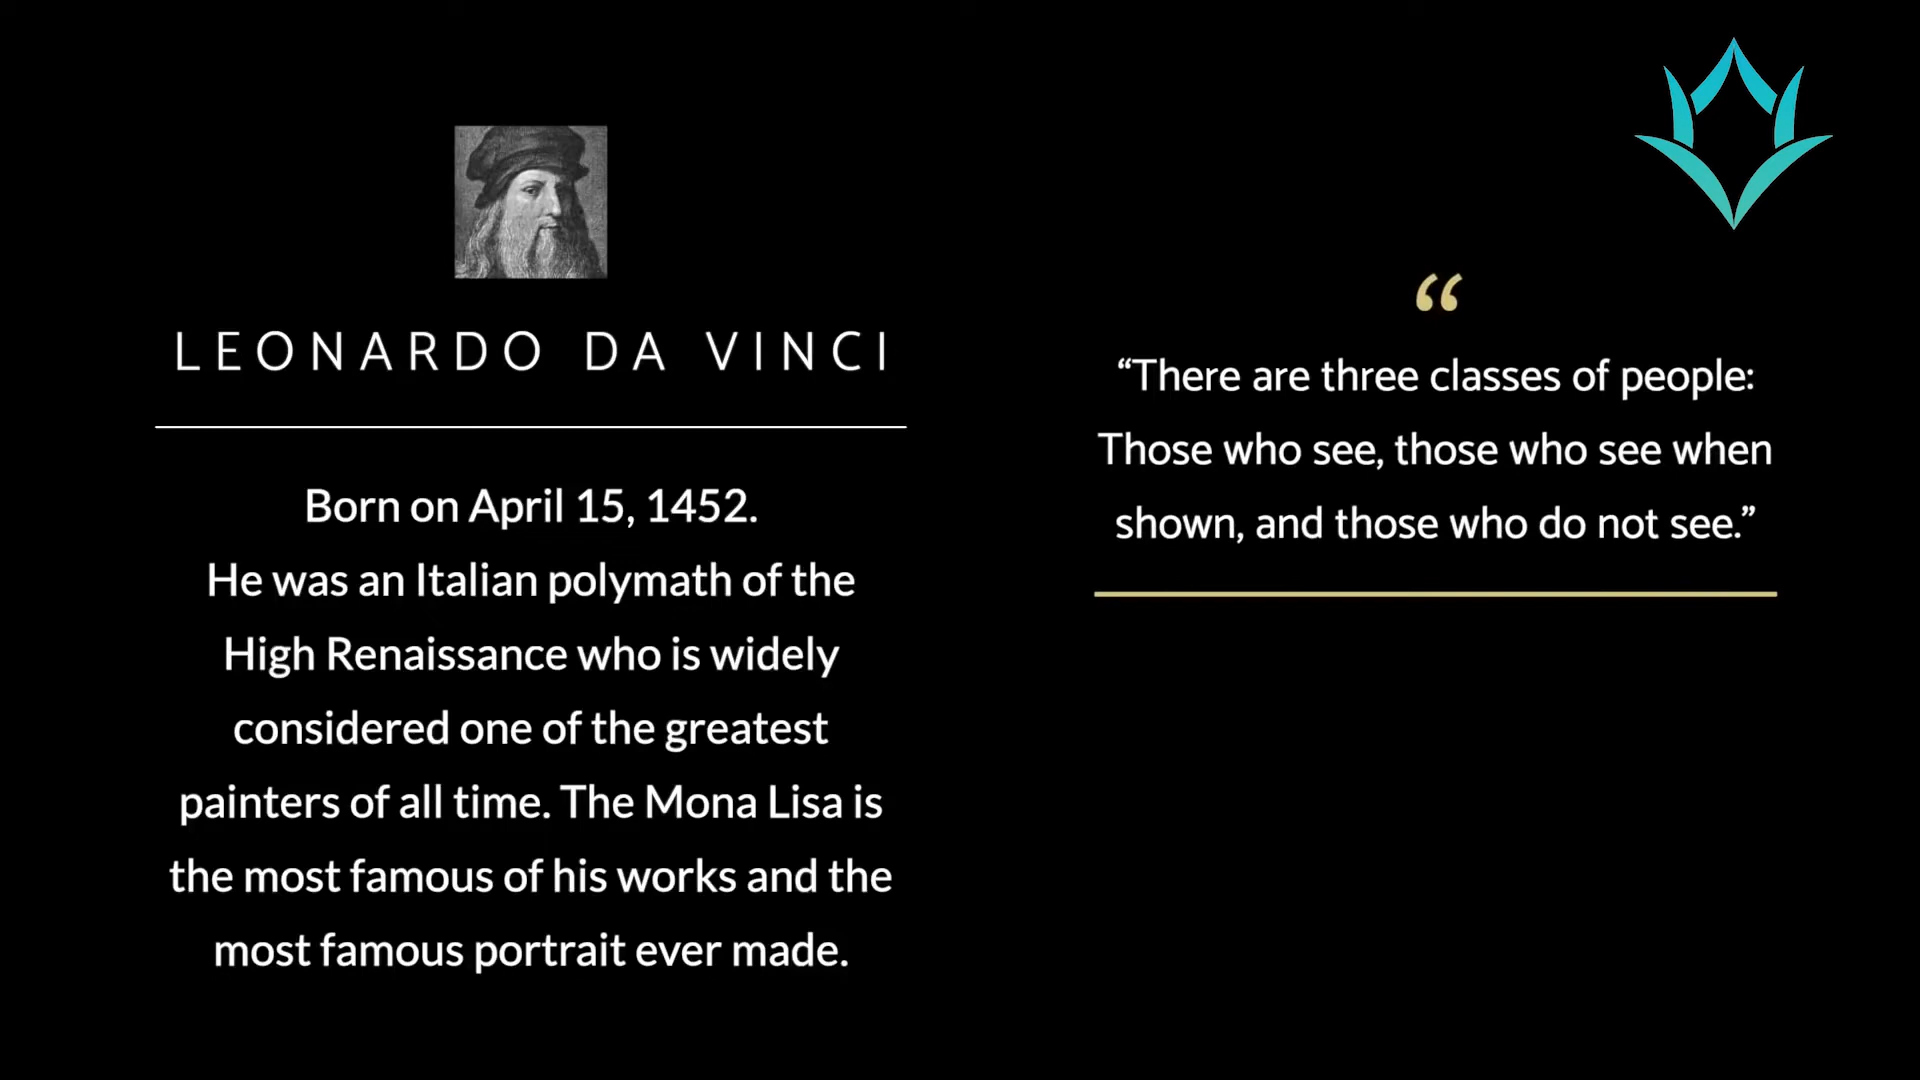 LEONARDO DA VINCI
Born on April 15, 1452.
He was an Italian polymath of the
High Renaissance who is widely
considered one of the greatest
painters of all time. The Mona Lisa is
the most famous of his works and the
most famous portrait ever made.
“
“There are three classes of people:
Those who see, those who see when
shown, and those who do not see.”